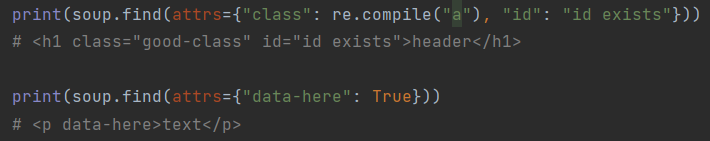 print(soup.find(attrs={"class": re.compile("a"), "id": "id exists"}))
# <h1 class="good-class" id="id exists">header</h1>
print(soup.find(attrs={"data-here": True}))
# <p data-here>text</p>